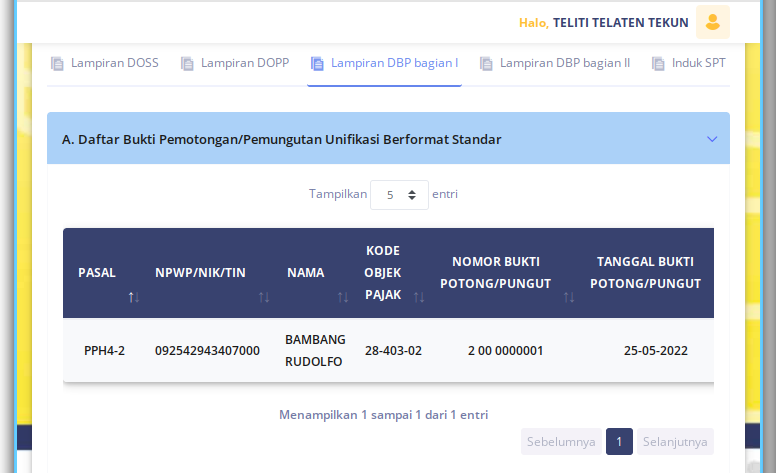 Halo, TELITI TELATEN TEKUN
Lampiran DOSS Lampiran DOPP Lampiran DBP bagian I Lampiran DBP bagian II Induk SPT
A. Daftar Bukti Pemotongan/Pemungutan Unifikasi Berformat Standar
Tampilkan 5 entri
PASAL NPWP/NIK/TIN NAMA KODE OBJEK PAJAK NOMOR BUKTI POTONG/PUNGUT TANGGAL BUKTI POTONG/PUNGUT
PPH4-2 092542943407000 BAMBANG RUDOLFO 28-403-02 2 00 0000001 25-05-2022
Menampilkan 1 sampai 1 dari 1 entri
Sebelumnya 1 Selanjutnya